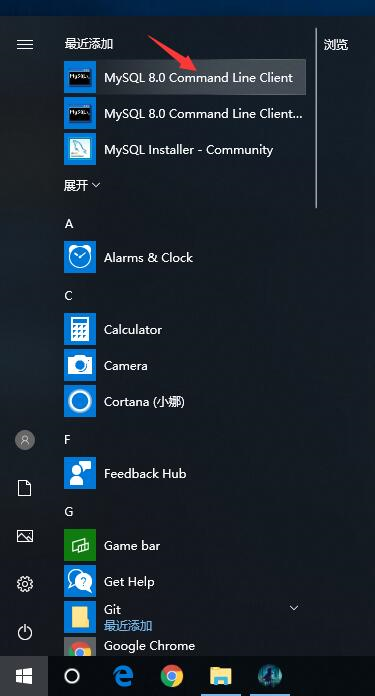 最近添加
浏览
MySQL 8.0 Command Line Client
MySQL 8.0 Command Line Client...
MySQL Installer - Community
展开
A
Alarms & Clock
C
Calculator
Camera
Cortana (小娜)
F
Feedback Hub
G
Game bar
Get Help
Git
最近添加
Google Chrome